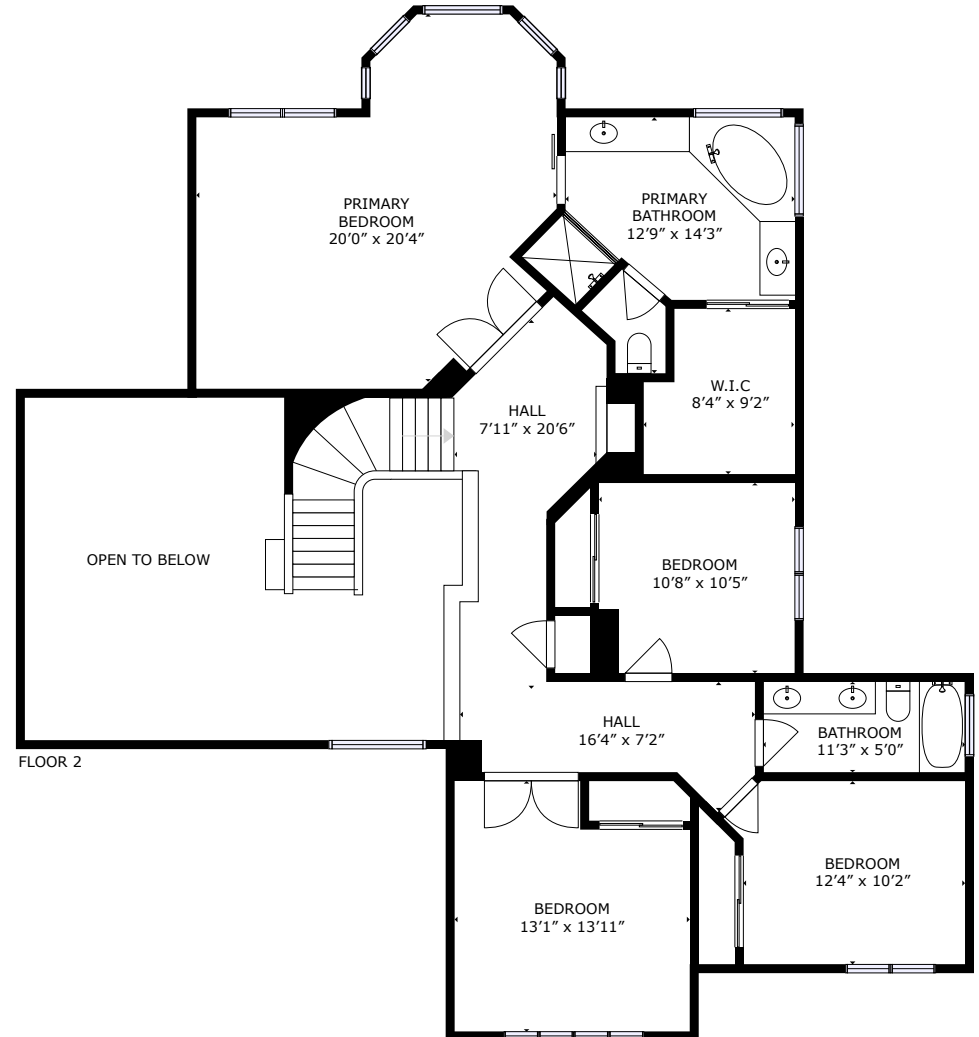 PRIMARY
BEDROOM
20'0" x 20'4"
PRIMARY
BATHROOM
12'9" x 14'3"
W.I.C
8'4" x 9'2"
HALL
7'11" x 20'6"
OPEN TO BELOW
BEDROOM
10'8" x 10'5"
HALL
16'4" x 7'2"
BATHROOM
11'3" x 5'0"
FLOOR 2
BEDROOM
12'4" x 10'2"
BEDROOM
13'1" x 13'11"